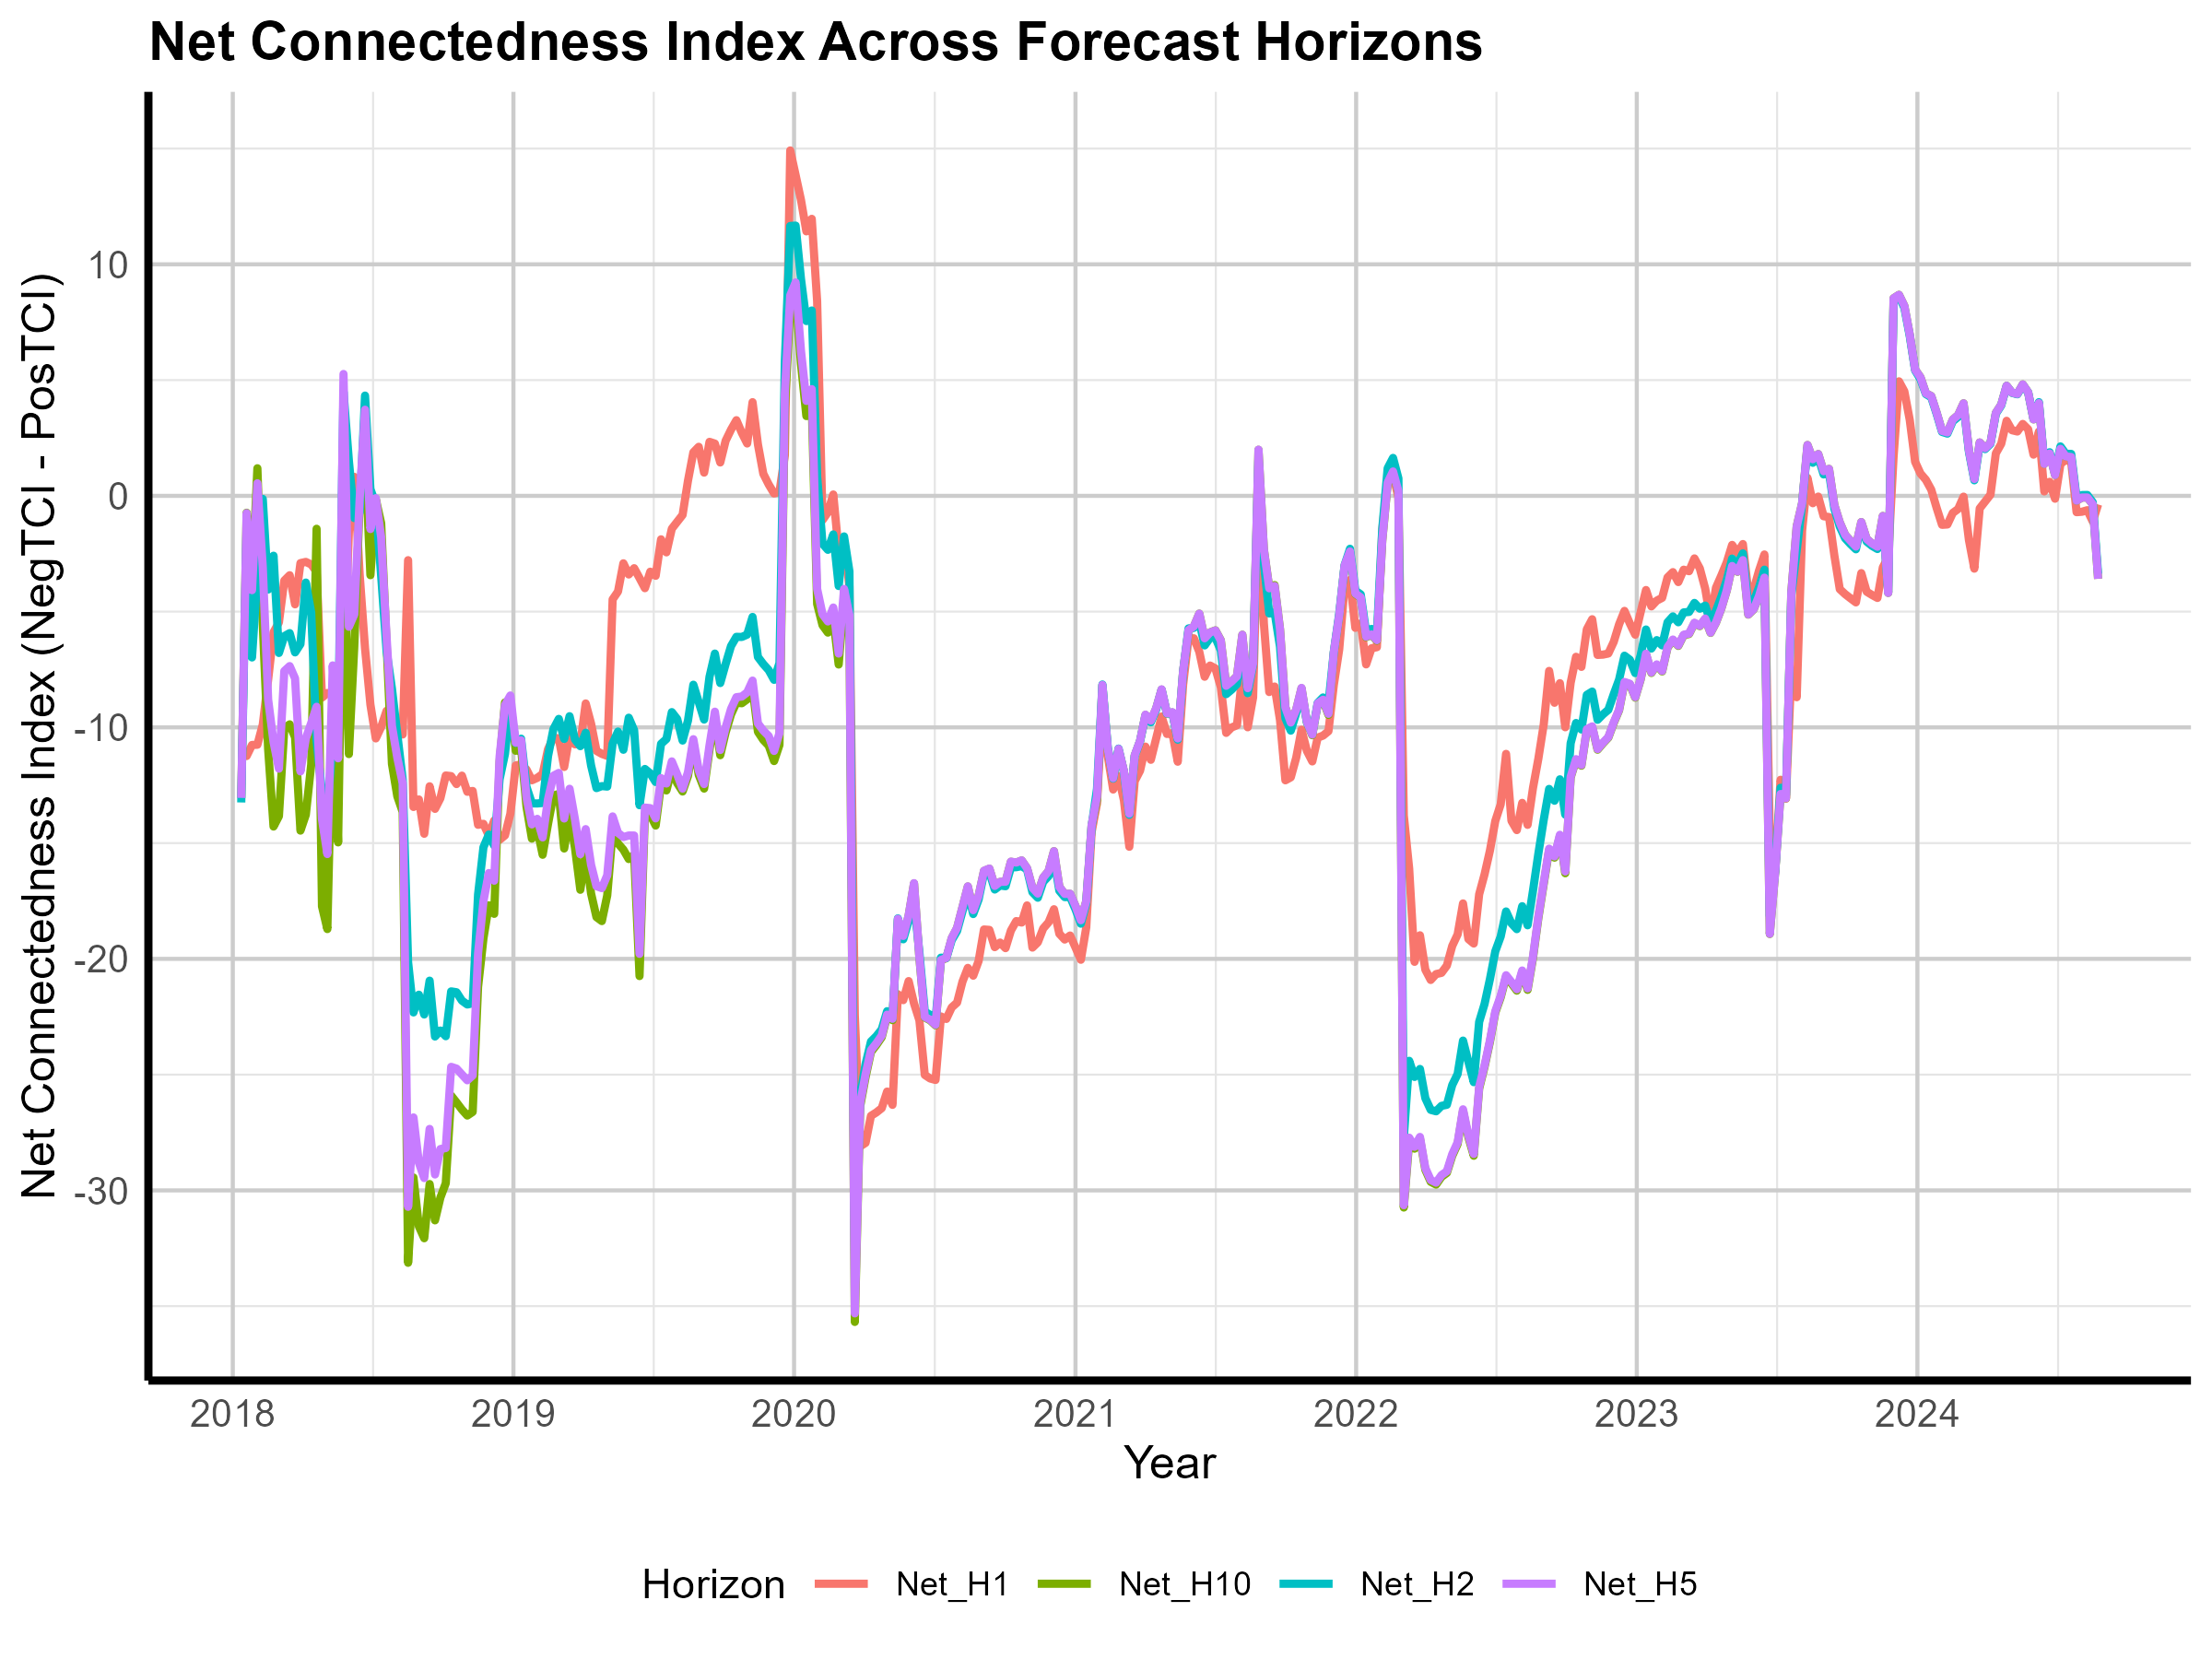 Net Connectedness Index Across Forecast Horizons
Net Connectedness Index (NegTCI - PosTCI)
10
0
-10
-20
-30
2018 2019 2020 2021 2022 2023 2024
Year
Horizon Net_H1 Net_H10 Net_H2 Net_H5